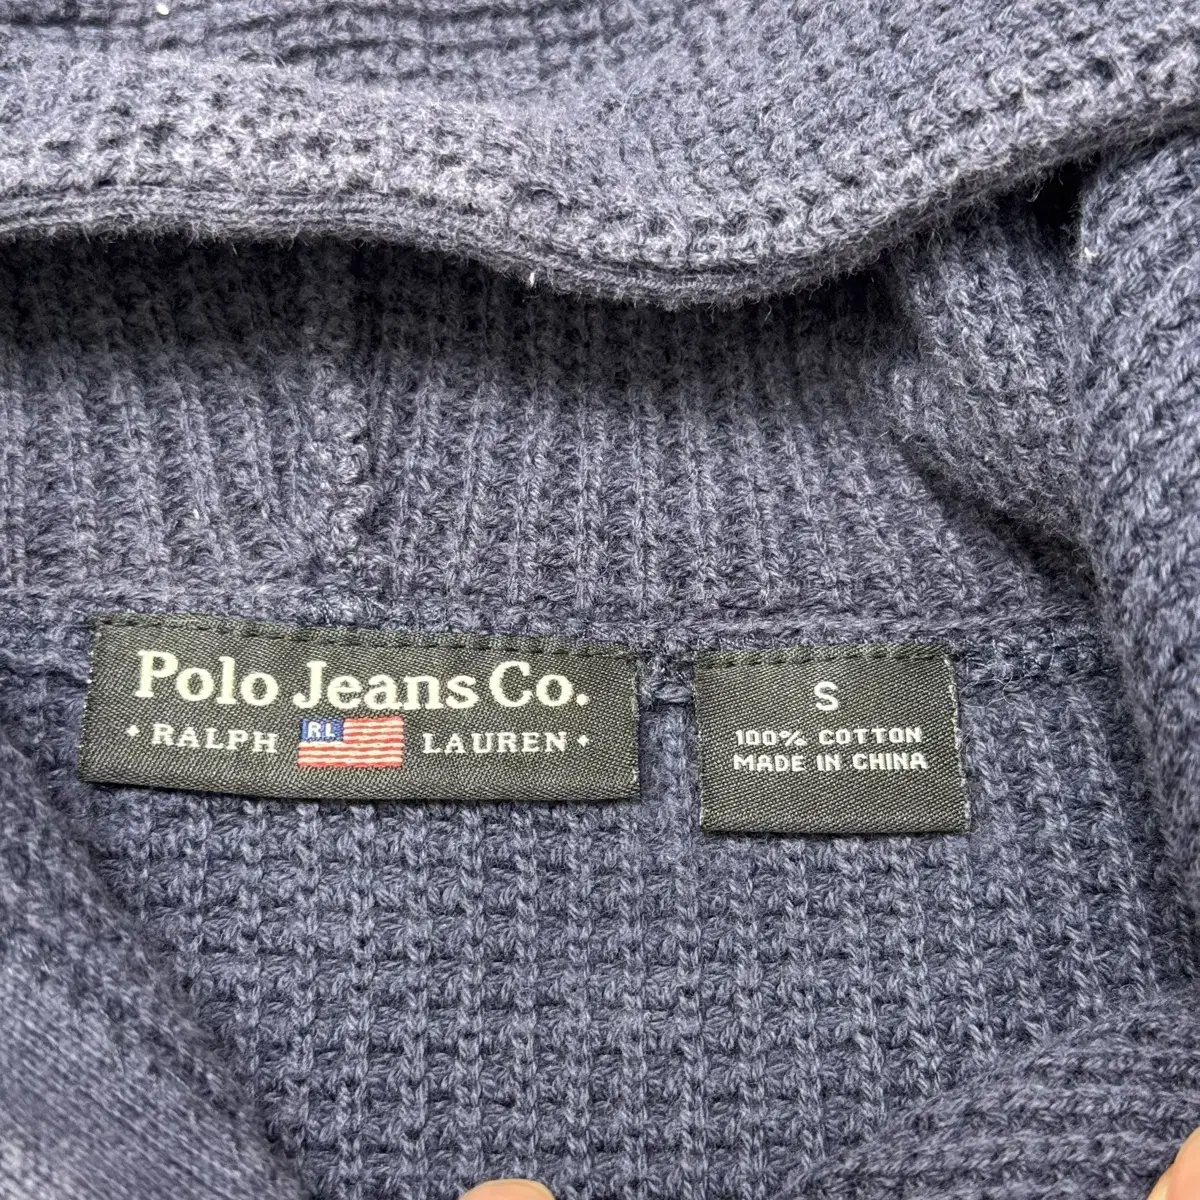 Polo Jeans Co.
• RALPH RL LAUREN •
S
100% COTTON
MADE IN CHINA